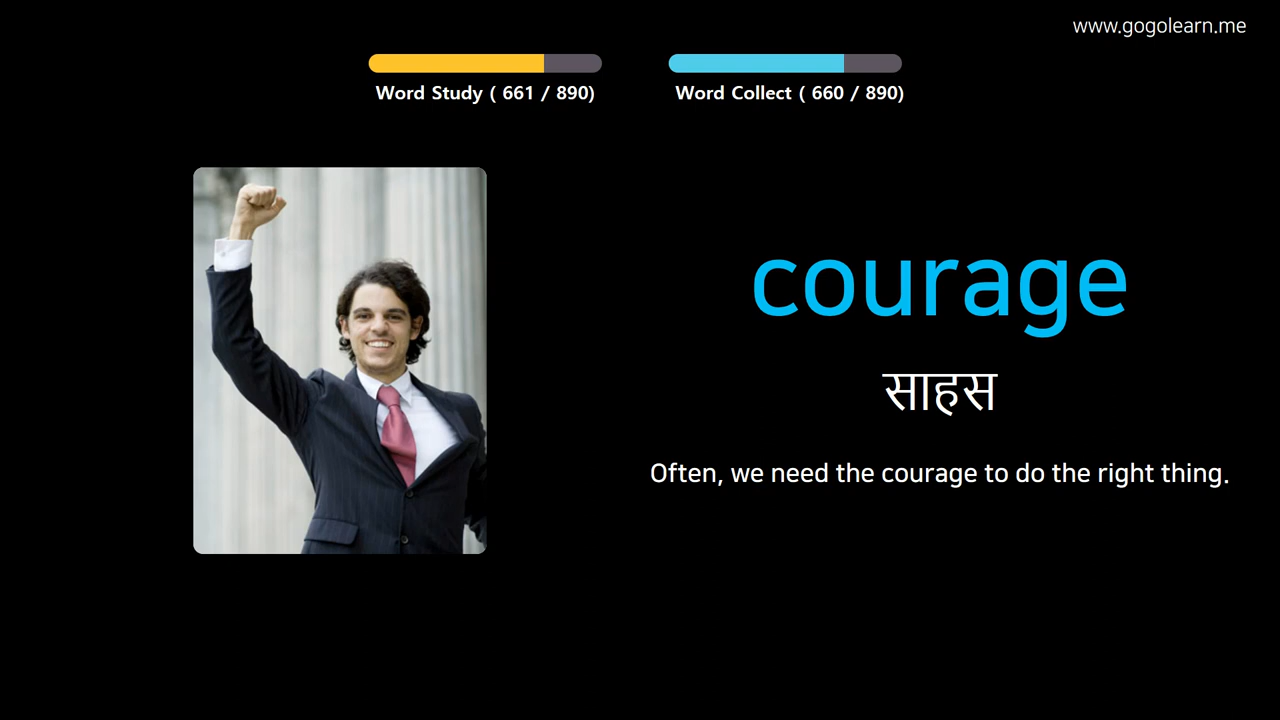 www.gogolearn.me
Word Study ( 661 / 890)
Word Collect ( 660 / 890)
courage
साहस
Often, we need the courage to do the right thing.